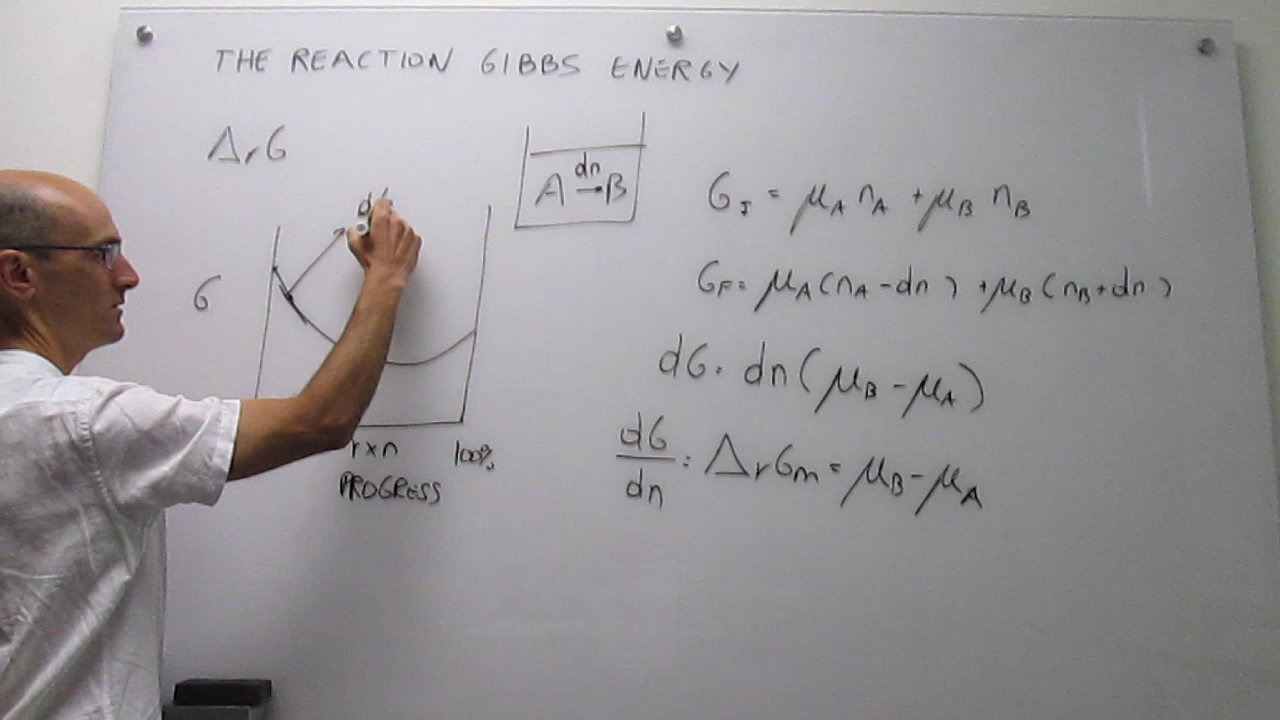 THE REACTION GIBBS ENERGY
ΔrG
dn
A → B
G
rxn
PROGRESS
100%
GI = μA nA + μB nB
GF = μA (nA - dn) + μB (nB + dn)
dG = dn (μB - μA)
dG/dn = ΔrGm = μB - μA